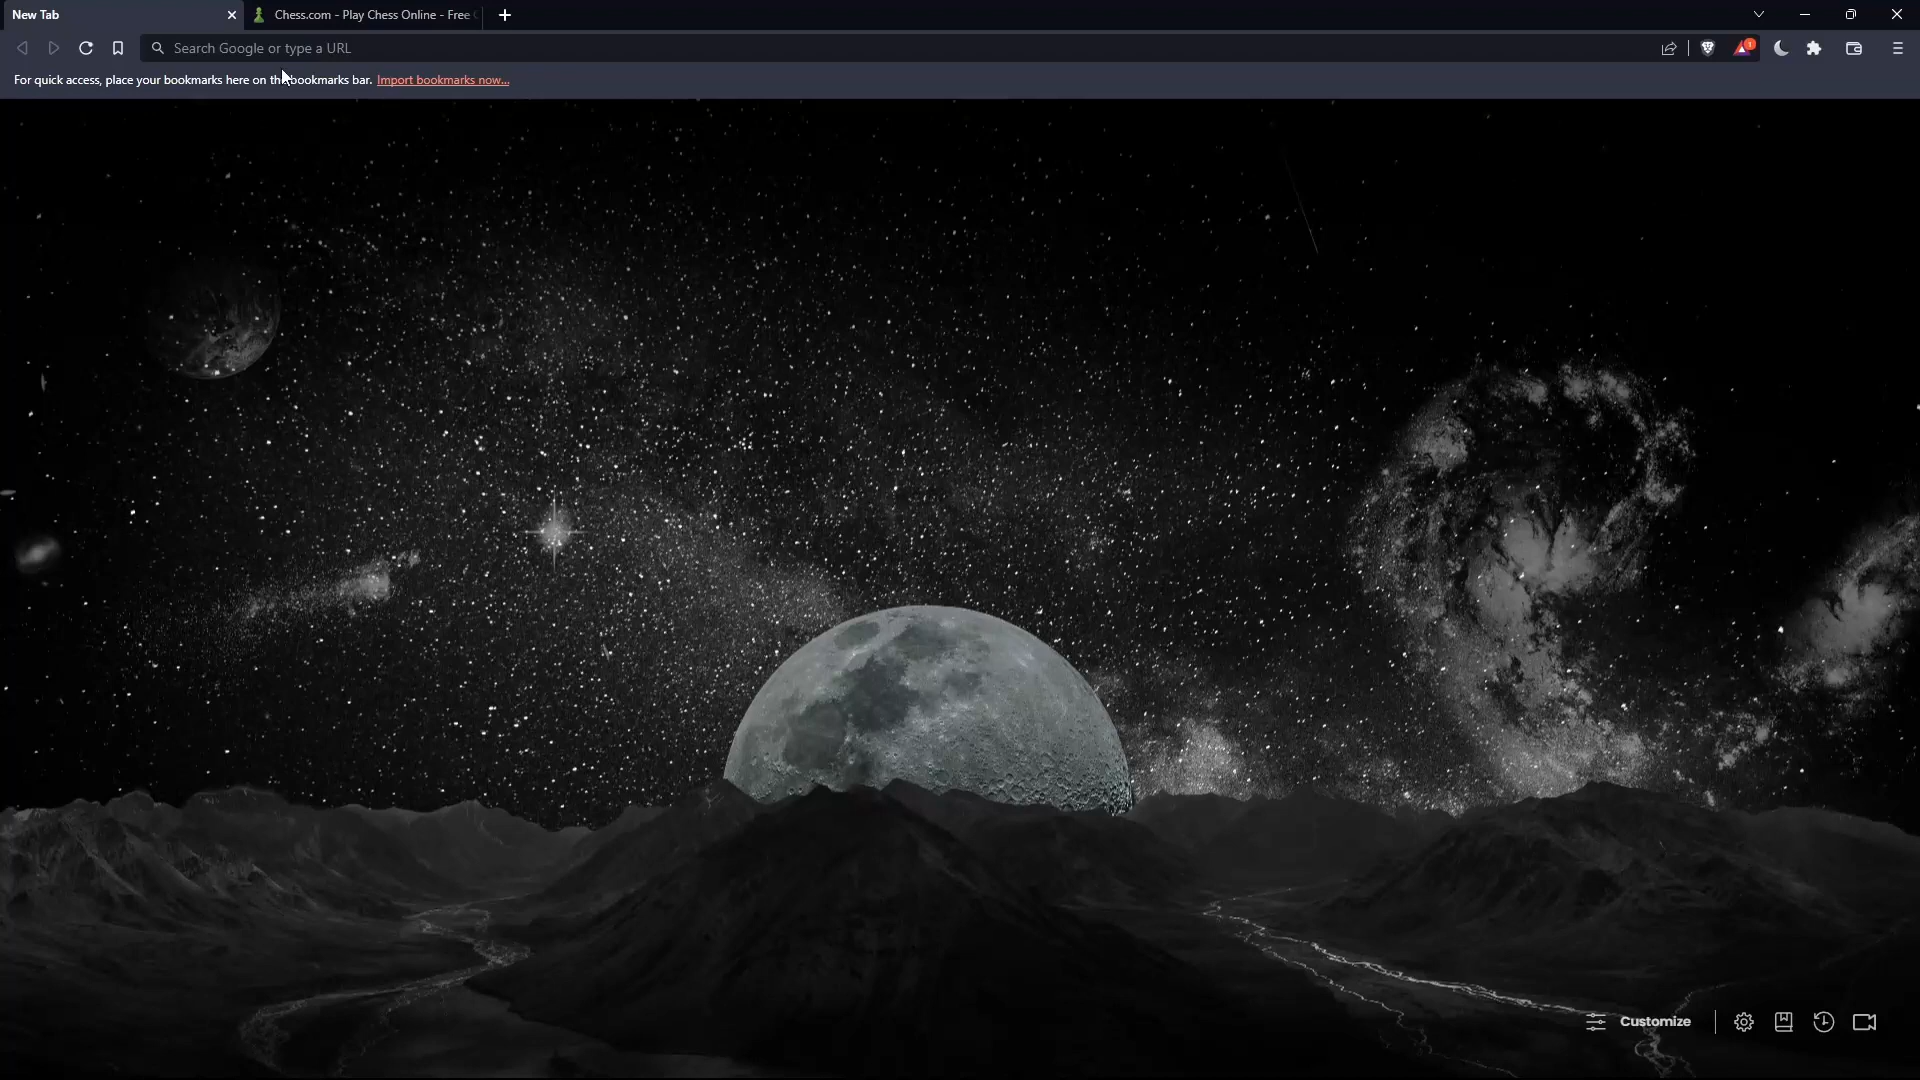 New Tab
Chess.com - Play Chess Online - Free
Search Google or type a URL
1
For quick access, place your bookmarks here on the bookmarks bar. Import bookmarks now...
Customize